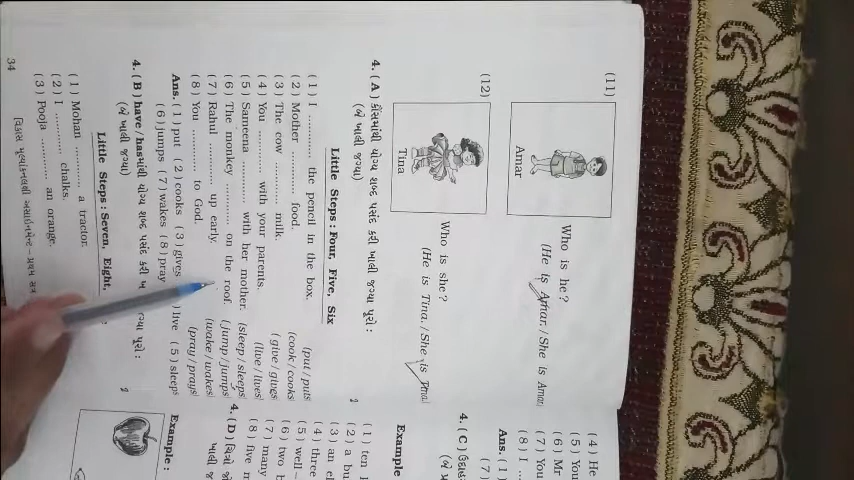 (11)
Amar
Who is he?
(He is Amar. / She is Amar
(12)
Tina
Who is she?
(He is Tina. / She is Tina
4. ( A ) કૌંસમાંથી યોગ્ય શબ્દ પસંદ કરી ખાલી જગ્યા પૂરો :
(બે ખાલી જગ્યા) 2
Little Steps : Four, Five, Six
( 1 ) I ............ the pencil in the box. (put / puts
( 2 ) Mother ............ food. (cook / cooks
( 3 ) The cow ............ milk. ( give / gives
( 4 ) You ............ with your parents. (live / lives
( 5 ) Sameena ............ with her mother. (sleep / sleeps
( 6 ) The monkey ............ on the roof. ( jump / jumps
( 7 ) Rahul ............ up early. (wake / wakes
( 8 ) You ............ to God. (pray / prays
Ans. ( 1 ) put ( 2 ) cooks ( 3 ) gives ) live ( 5 ) sleeps
( 6 ) jumps ( 7 ) wakes ( 8 ) pray
4. ( B ) have / hasમાંથી યોગ્ય શબ્દ પસંદ કરી પૂરો :
(બે ખાલી જગ્યા) 2
Little Steps : Seven, Eight,
( 1 ) Mohan ............ a tractor.
( 2 ) I ............ chalks.
( 3 ) Pooja ............ an orange.
34
( 4 ) He
( 5 ) You
( 6 ) Mr
( 7 ) You
( 8 ) I
Ans. ( 1 )
( 7 )
4. ( C )
Example
( 1 ) ten
( 2 ) a bu
( 3 ) an el
( 4 ) three
( 5 ) well
( 6 ) two
( 7 ) many
( 8 ) five
4. ( D )
Example :